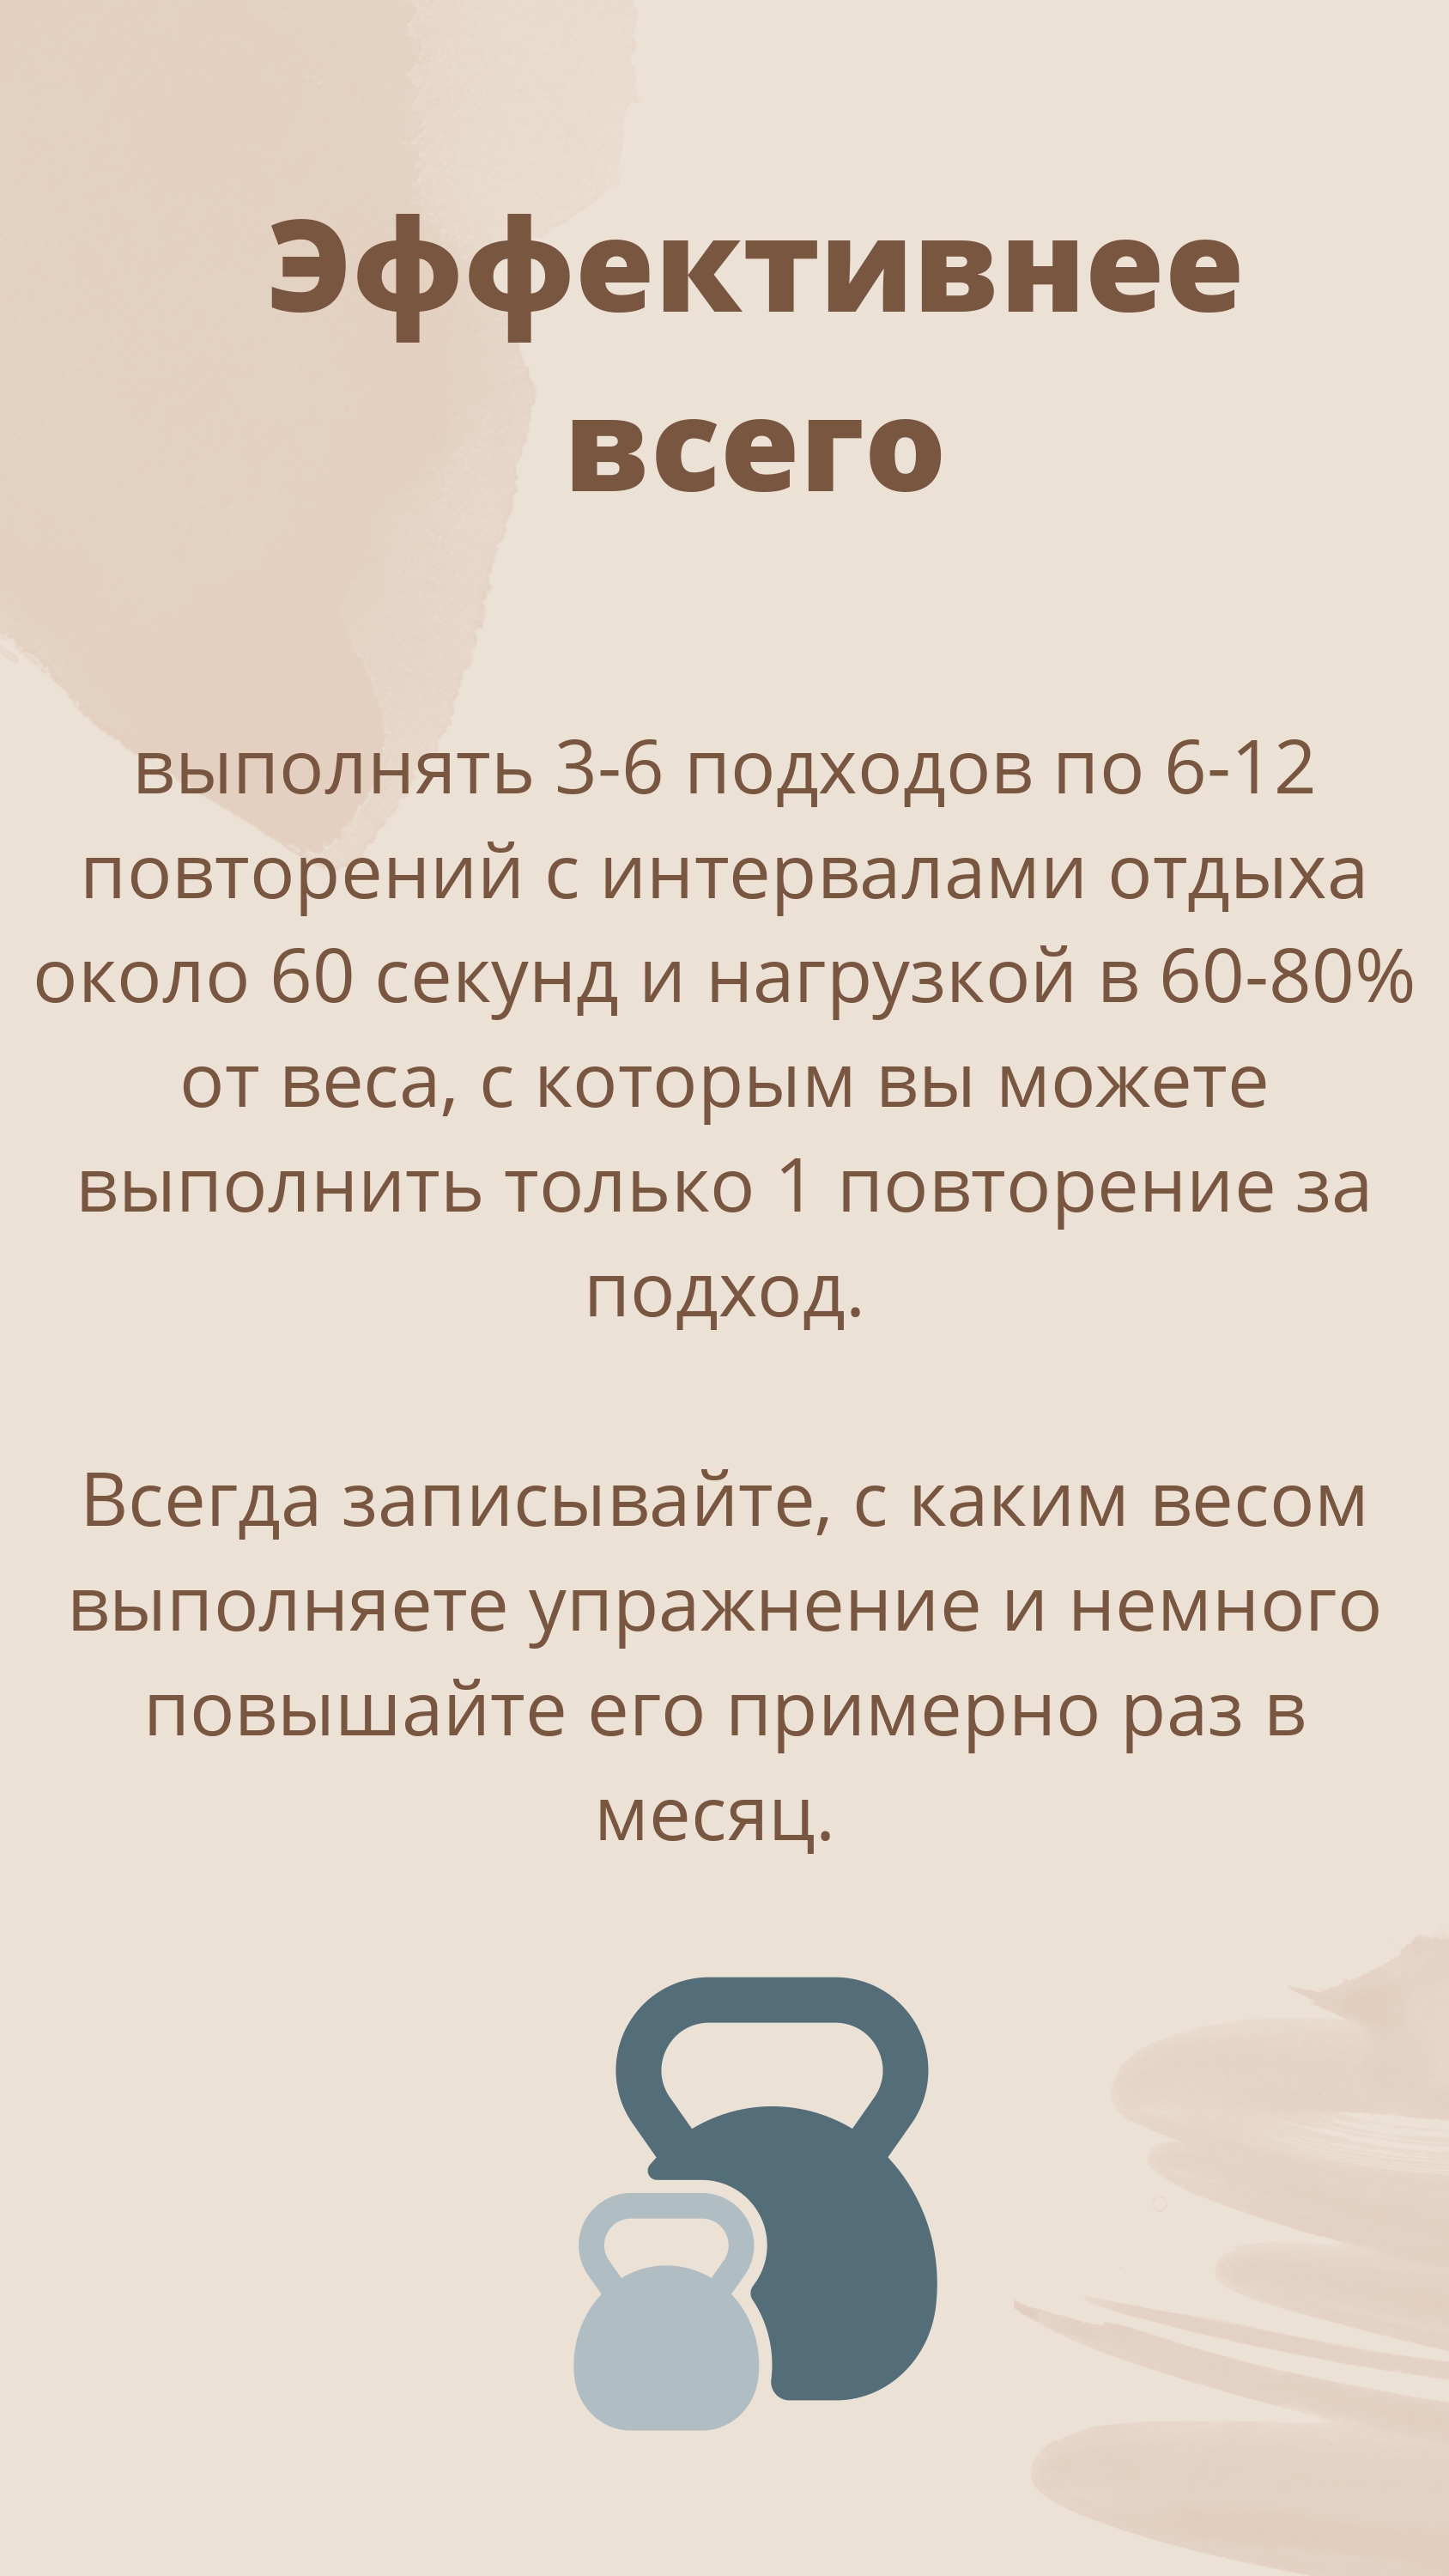 Эффективнее
всего
выполнять 3-6 подходов по 6-12
повторений с интервалами отдыха
около 60 секунд и нагрузкой в 60-80%
от веса, с которым вы можете
выполнить только 1 повторение за
подход.
Всегда записывайте, с каким весом
выполняете упражнение и немного
повышайте его примерно раз в
месяц.